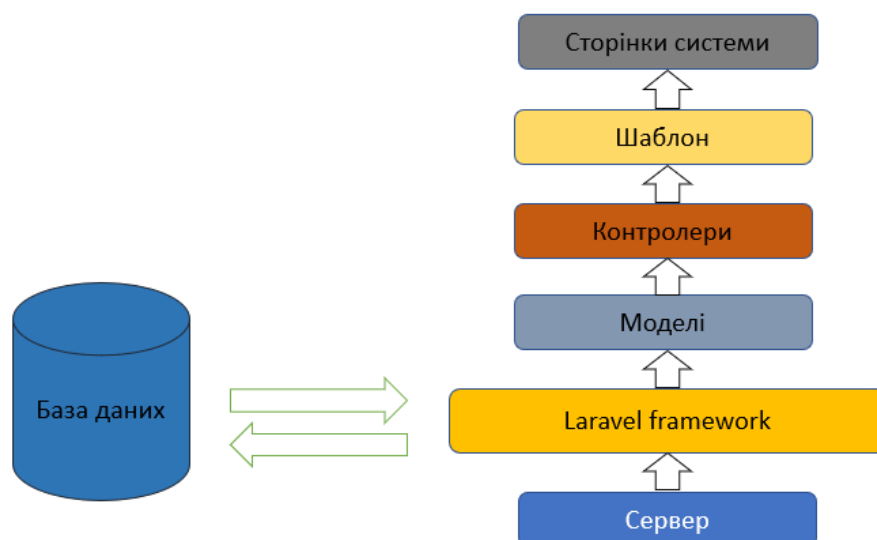 Сторінки системи
Шаблон
Контролери
Моделі
База даних
Laravel framework
Сервер